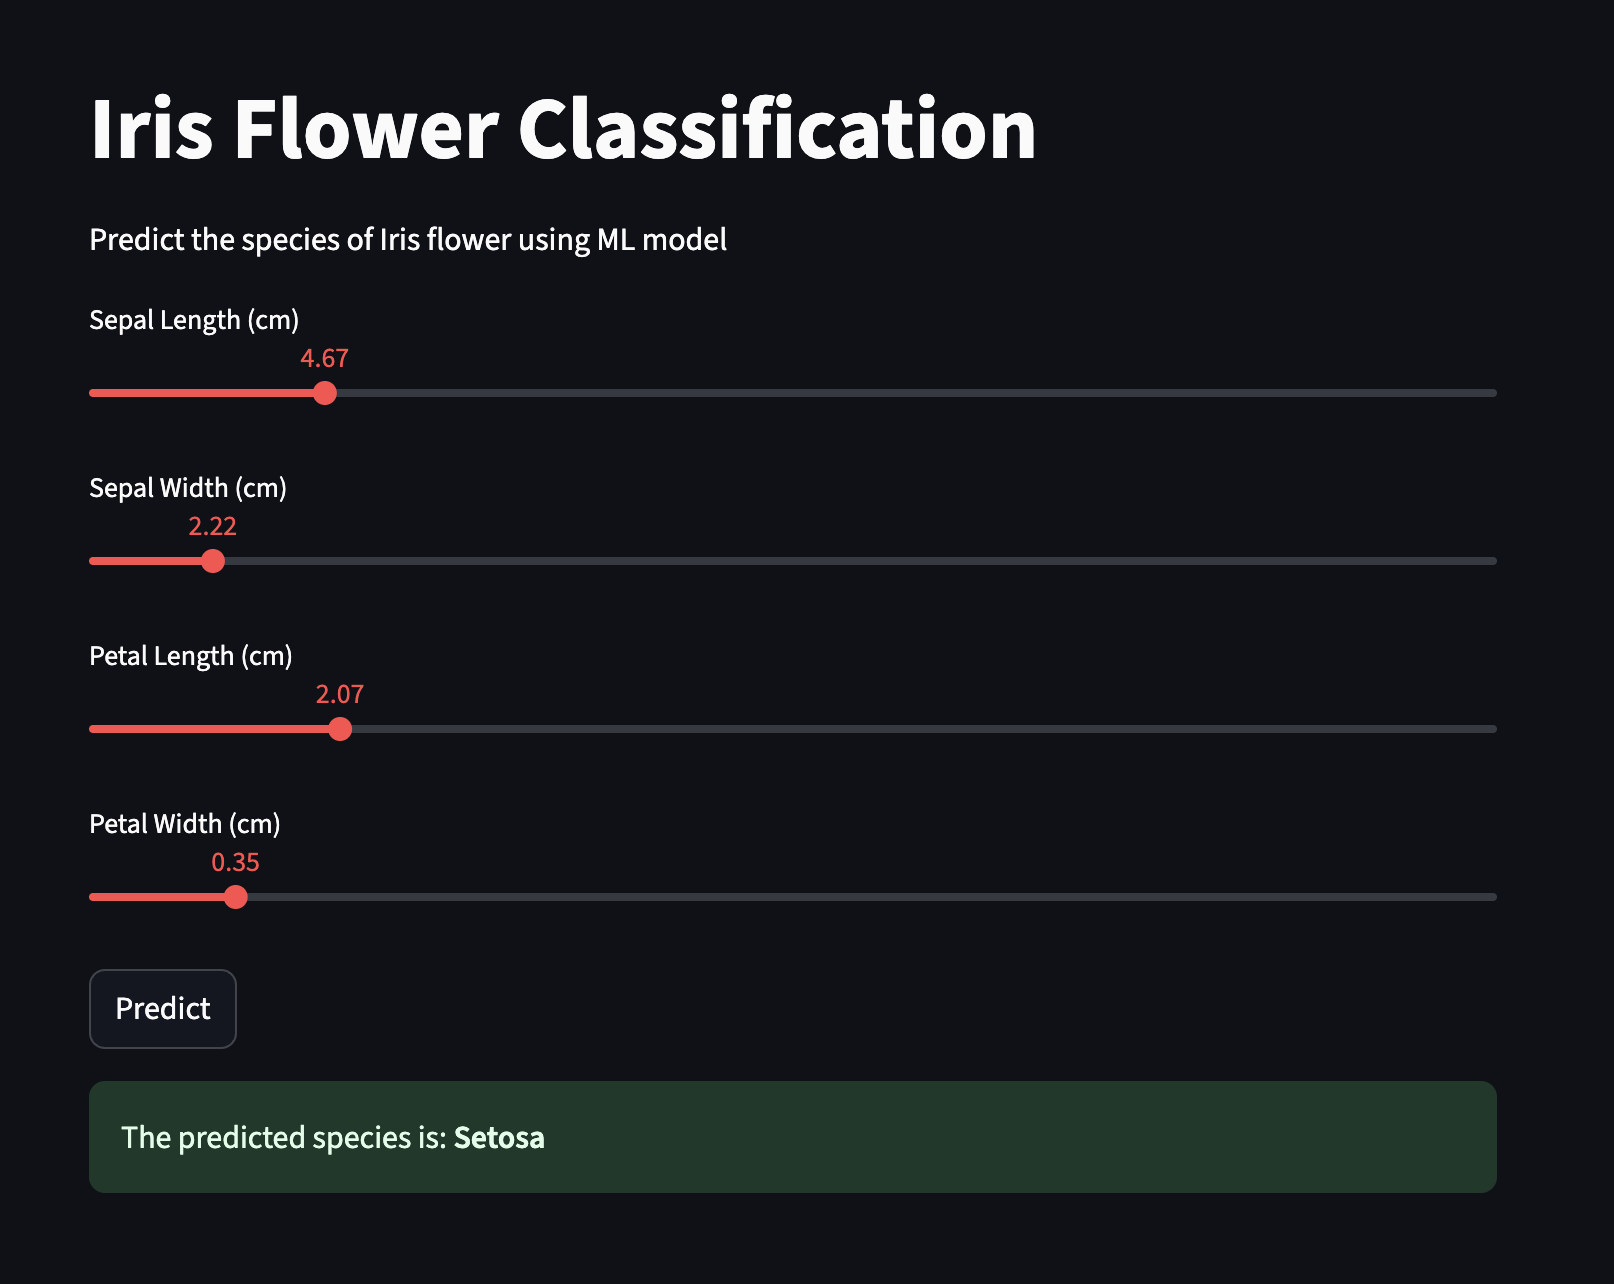 Iris Flower Classification
Predict the species of Iris flower using ML model
Sepal Length (cm)
4.67
Sepal Width (cm)
2.22
Petal Length (cm)
2.07
Petal Width (cm)
0.35
Predict
The predicted species is: Setosa